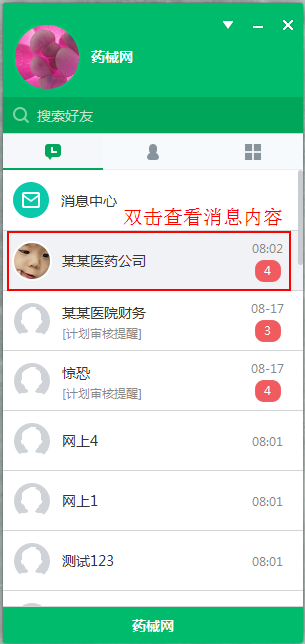 药械网
搜索好友
消息中心
双击查看消息内容
某某医药公司
08:02
4
某某医院财务
08-17
[计划审核提醒]
3
惊恐
08-17
[计划审核提醒]
4
网上4
08:01
网上1
08:01
测试123
08:01
药械网